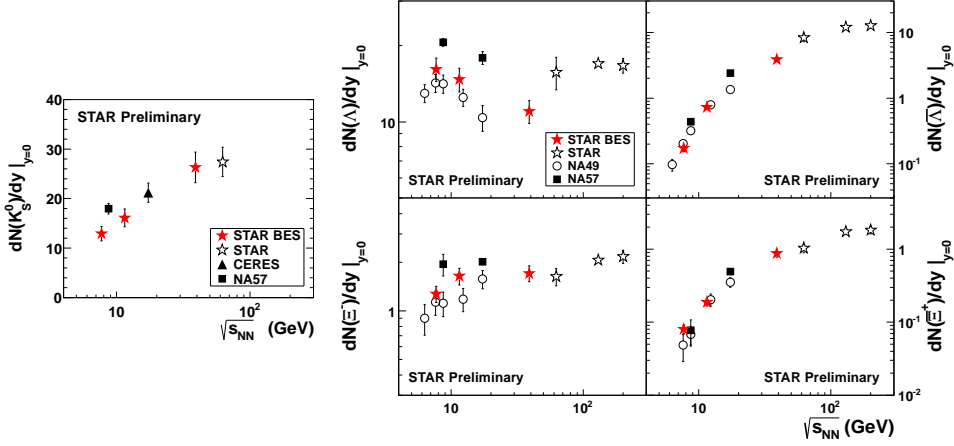 dN(K⁰_S)/dy |y=0
STAR Preliminary
40
30
20
10
0
STAR BES
STAR
CERES
NA57
10
10²
√sNN (GeV)
dN(Λ)/dy |y=0
10
STAR BES
STAR
NA49
NA57
STAR Preliminary
dN(Λ̄)/dy |y=0
10
1
10⁻¹
STAR Preliminary
dN(Ξ⁻)/dy |y=0
1
STAR Preliminary
10
10²
dN(Ξ̄⁺)/dy |y=0
1
10⁻¹
10⁻²
STAR Preliminary
10
10²
√sNN (GeV)